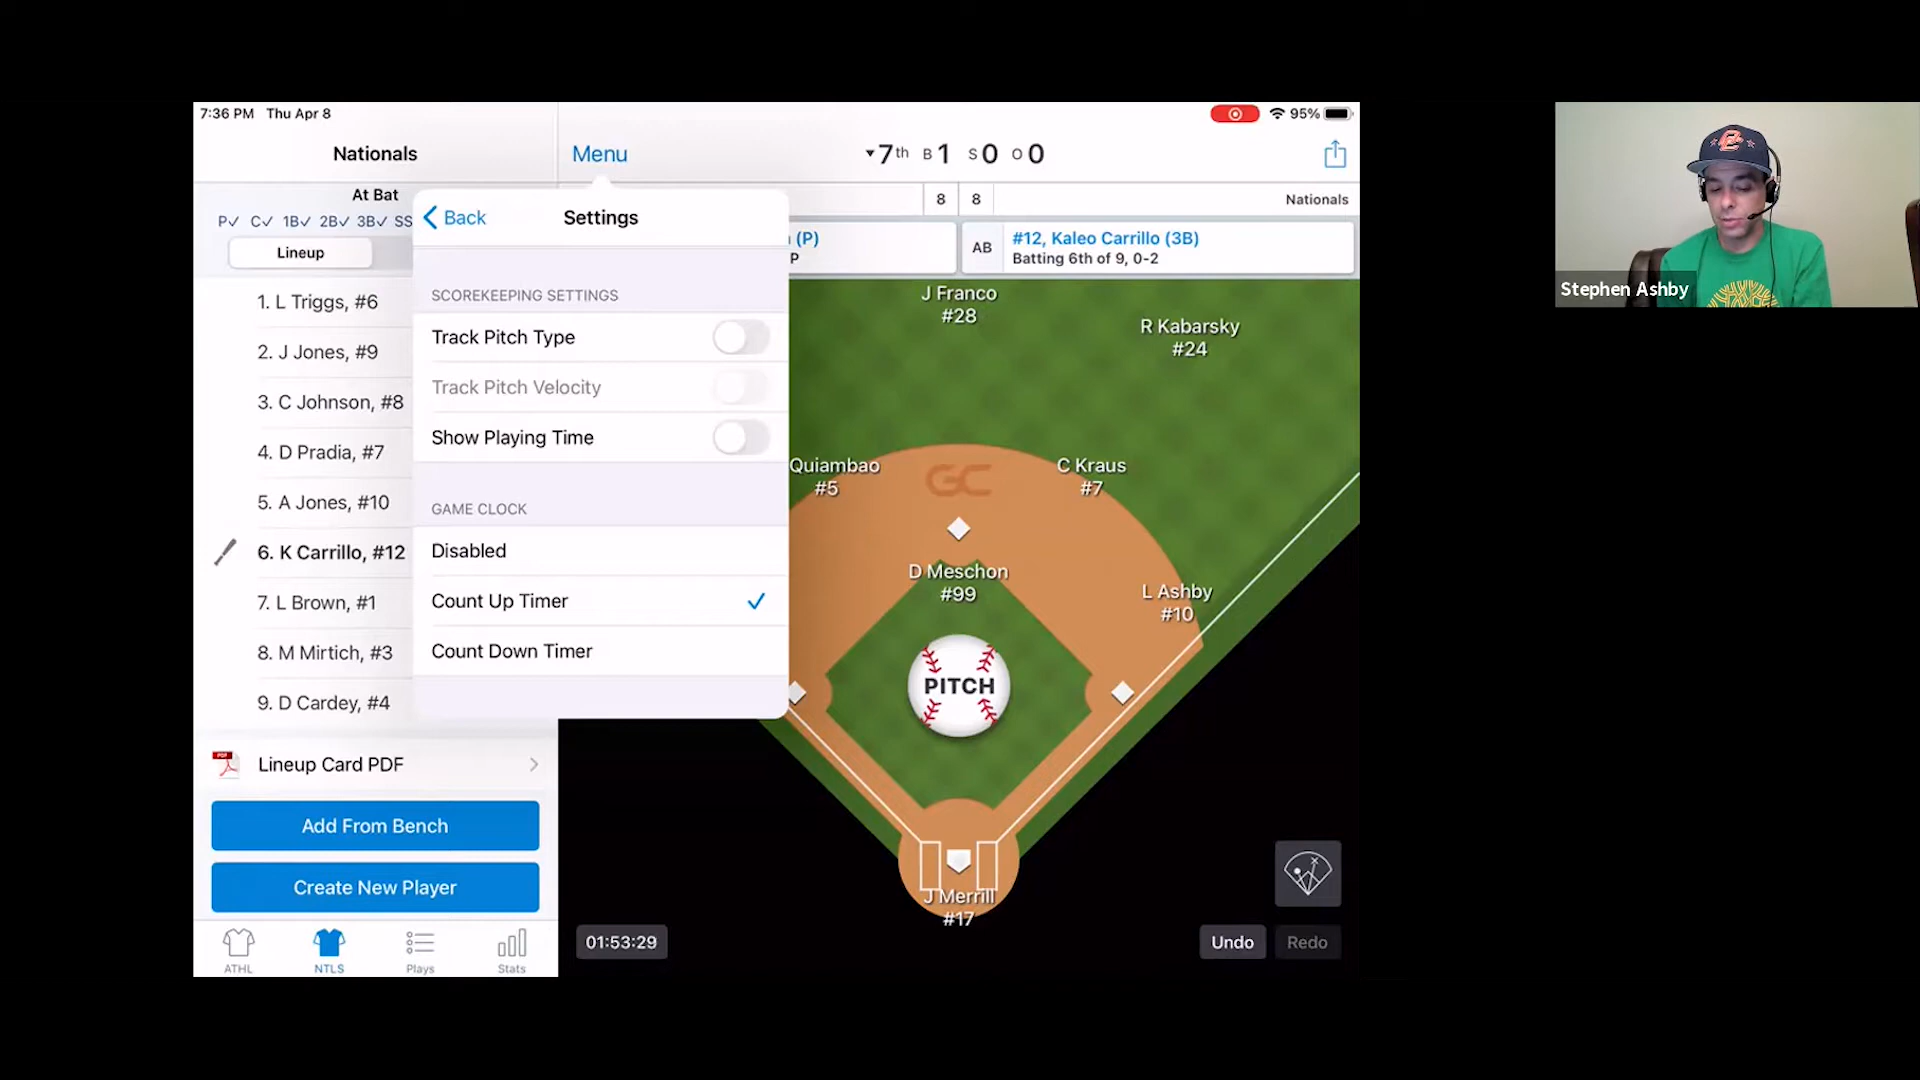 7:36 PM Thu Apr 8
95%
Nationals
Menu
7th B 1 S 0 O 0
At Bat
P✓ C✓ 1B✓ 2B✓ 3B✓ SS
Lineup
Back
Settings
8 8 Nationals
(P)
P
AB
#12, Kaleo Carrillo (3B)
Batting 6th of 9, 0-2
Stephen Ashby
1. L Triggs, #6
2. J Jones, #9
3. C Johnson, #8
4. D Pradia, #7
5. A Jones, #10
6. K Carrillo, #12
7. L Brown, #1
8. M Mirtich, #3
9. D Cardey, #4
SCOREKEEPING SETTINGS
Track Pitch Type
Track Pitch Velocity
Show Playing Time
GAME CLOCK
Disabled
Count Up Timer
Count Down Timer
J Franco
#28
R Kabarsky
#24
Quiambao
#5
GC
C Kraus
#7
D Meschon
#99
L Ashby
#10
PITCH
J Merrill
#17
PDF
Lineup Card PDF
Add From Bench
Create New Player
ATHL
NTLS
Plays
Stats
01:53:29
Undo
Redo